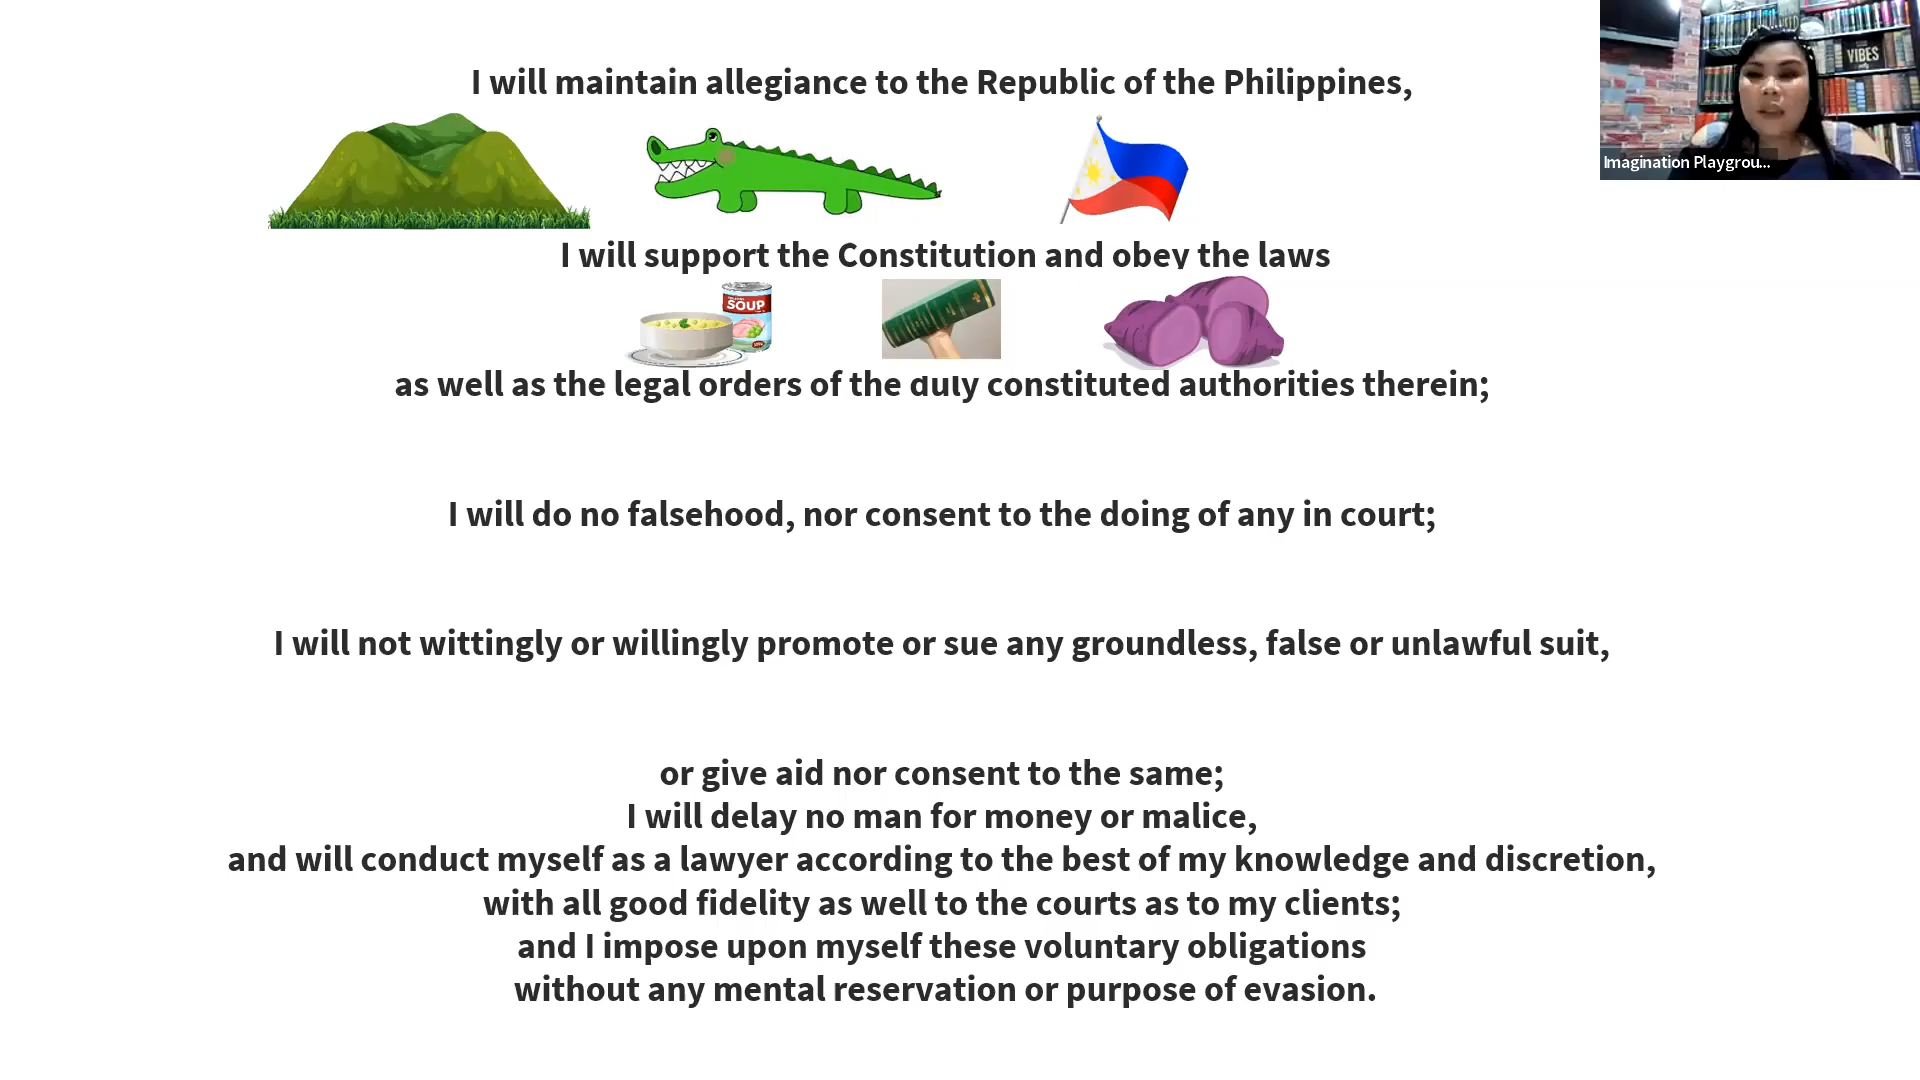 I will maintain allegiance to the Republic of the Philippines,
VIBES
Imagination Playgrou...
I will support the Constitution and obey the laws
SOUP
as well as the legal orders of the duly constituted authorities therein;
I will do no falsehood, nor consent to the doing of any in court;
I will not wittingly or willingly promote or sue any groundless, false or unlawful suit,
or give aid nor consent to the same;
I will delay no man for money or malice,
and will conduct myself as a lawyer according to the best of my knowledge and discretion,
with all good fidelity as well to the courts as to my clients;
and I impose upon myself these voluntary obligations
without any mental reservation or purpose of evasion.